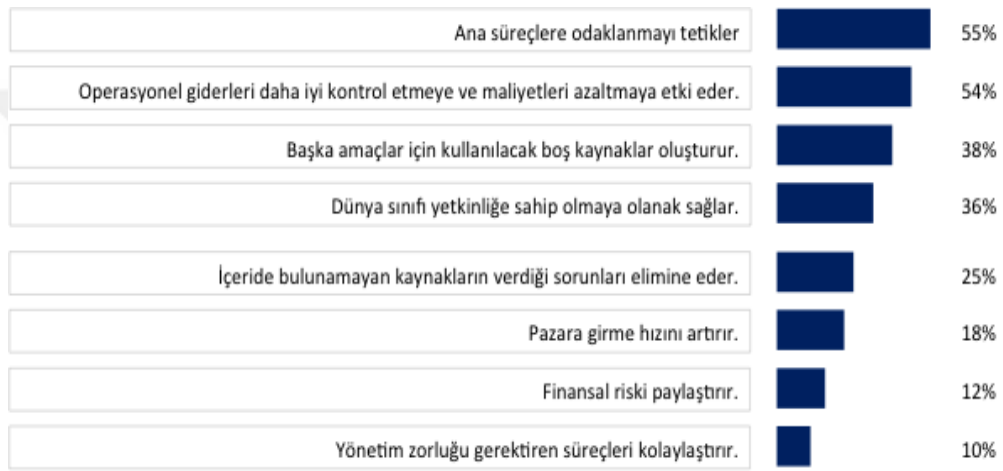 Ana süreçlere odaklanmayı tetikler 55%
Operasyonel giderleri daha iyi kontrol etmeye ve maliyetleri azaltmaya etki eder. 54%
Başka amaçlar için kullanılacak boş kaynaklar oluşturur. 38%
Dünya sınıfı yetkinliğe sahip olmaya olanak sağlar. 36%
İçeride bulunamayan kaynakların verdiği sorunları elimine eder. 25%
Pazara girme hızını artırır. 18%
Finansal riski paylaştırır. 12%
Yönetim zorluğu gerektiren süreçleri kolaylaştırır. 10%